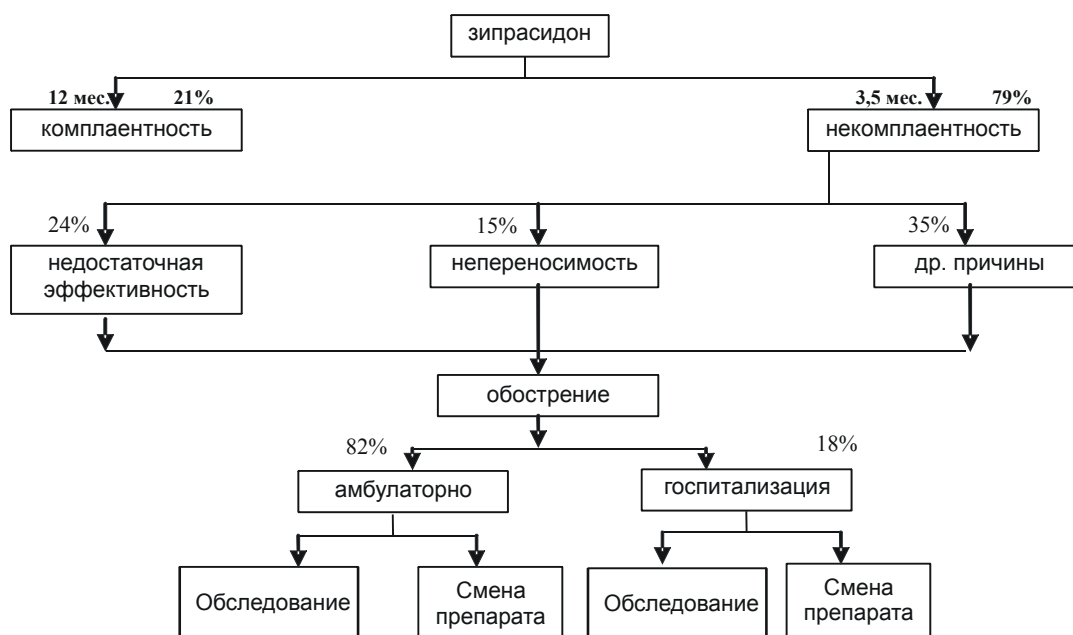 зипрасидон
12 мес. 21%
комплаентность
3,5 мес. 79%
некомплаентность
24%
недостаточная
эффективность
15%
непереносимость
35%
др. причины
обострение
82%
амбулаторно
18%
госпитализация
Обследование
Смена
препарата
Обследование
Смена
препарата